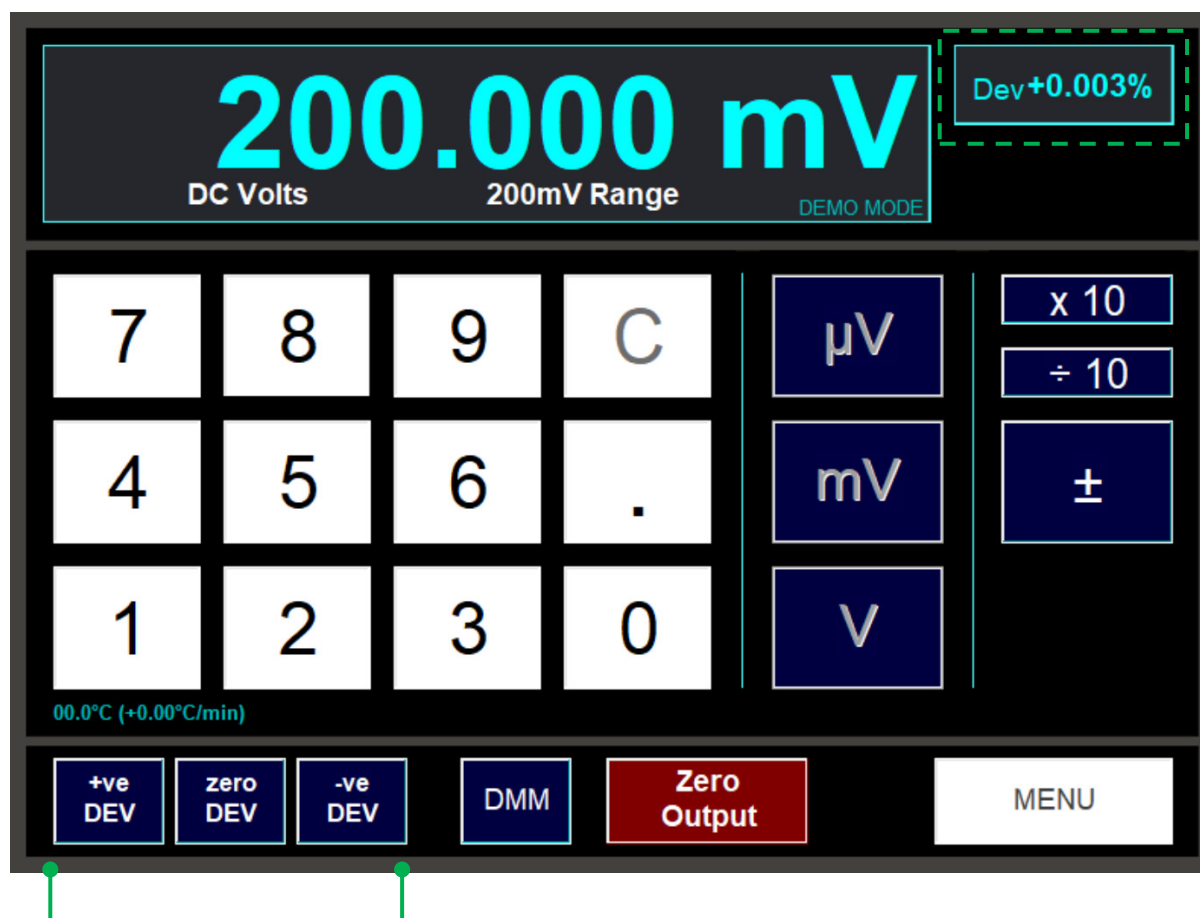 200.000 mV
DC Volts 200mV Range DEMO MODE
Dev+0.003%
7 8 9 C µV x 10
÷ 10
4 5 6 . mV ±
1 2 3 0 V
00.0°C (+0.00°C/min)
+ve
DEV
zero
DEV
-ve
DEV
DMM
Zero
Output
MENU